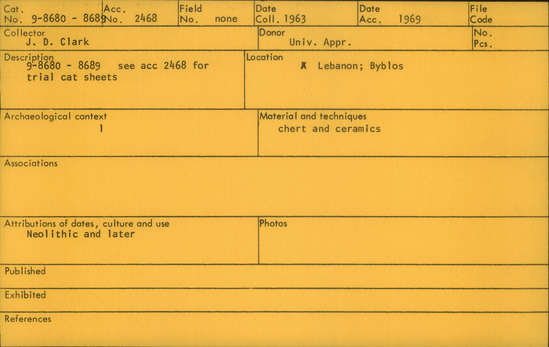 Cat. Acc. Field Date Date File
No. 9-8680 - 8689 No. 2468 No. none Coll. 1963 Acc. 1969 Code
Collector Donor No.
J. D. Clark Univ. Appr. Pcs.
Description Location
9-8680 - 8689 see acc 2468 for Lebanon; Byblos
trial cat sheets
Archaeological context Material and techniques
1 chert and ceramics
Associations
Attributions of dates, culture and use Photos
Neolithic and later
Published
Exhibited
References